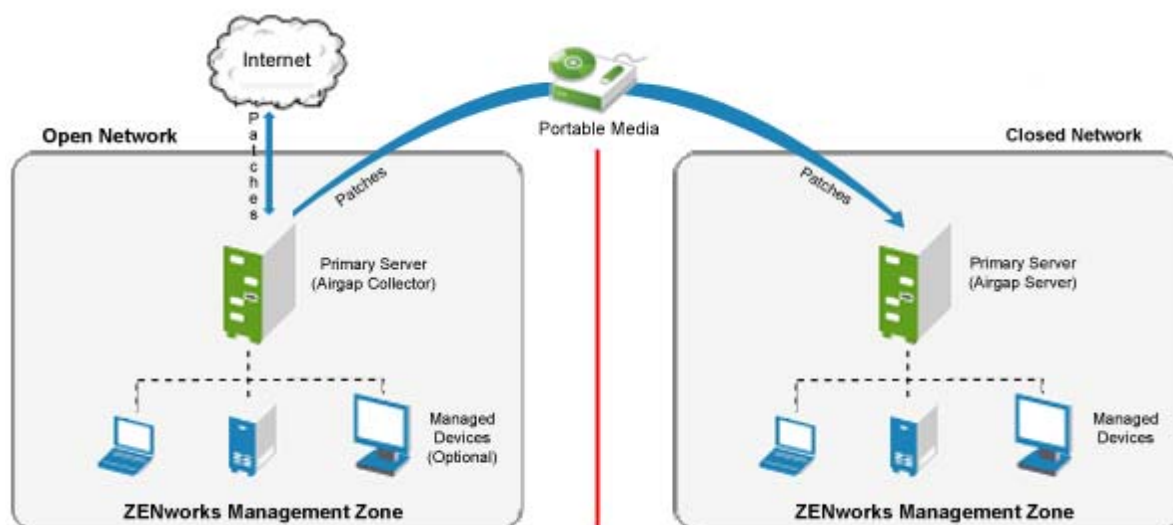 Internet
Patches
Portable Media
Open Network
Closed Network
Patches
Patches
Primary Server
(Airgap Collector)
Primary Server
(Airgap Server)
Managed
Devices
(Optional)
Managed
Devices
ZENworks Management Zone
ZENworks Management Zone